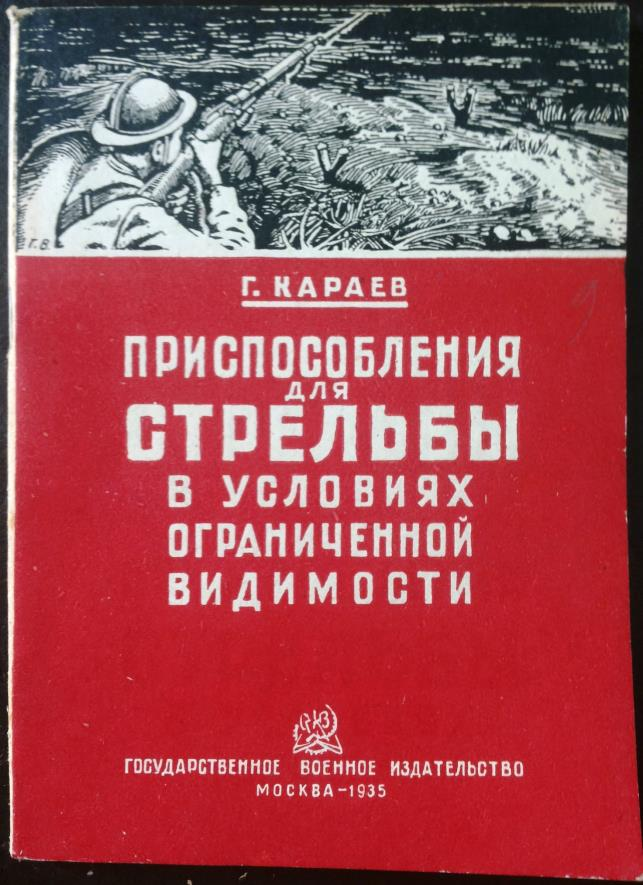 Г. В.
Г. КАРАЕВ
ПРИСПОСОБЛЕНИЯ
ДЛЯ
СТРЕЛЬБЫ
В УСЛОВИЯХ
ОГРАНИЧЕННОЙ
ВИДИМОСТИ
ГОСУДАРСТВЕННОЕ ВОЕННОЕ ИЗДАТЕЛЬСТВО
МОСКВА–1935